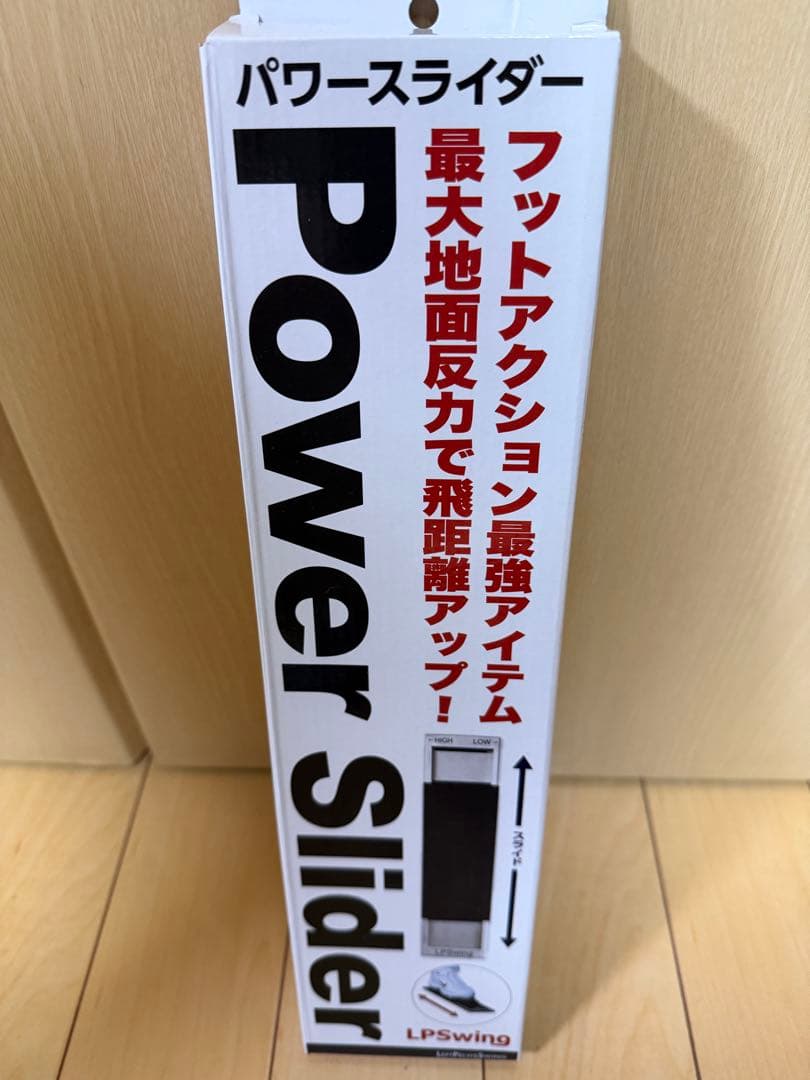 パワースライダー
Power Slider
フットアクション最強アイテム
最大地面反力で飛距離アップ!
←HIGH LOW→
スライド
LPSwing
LPSwing